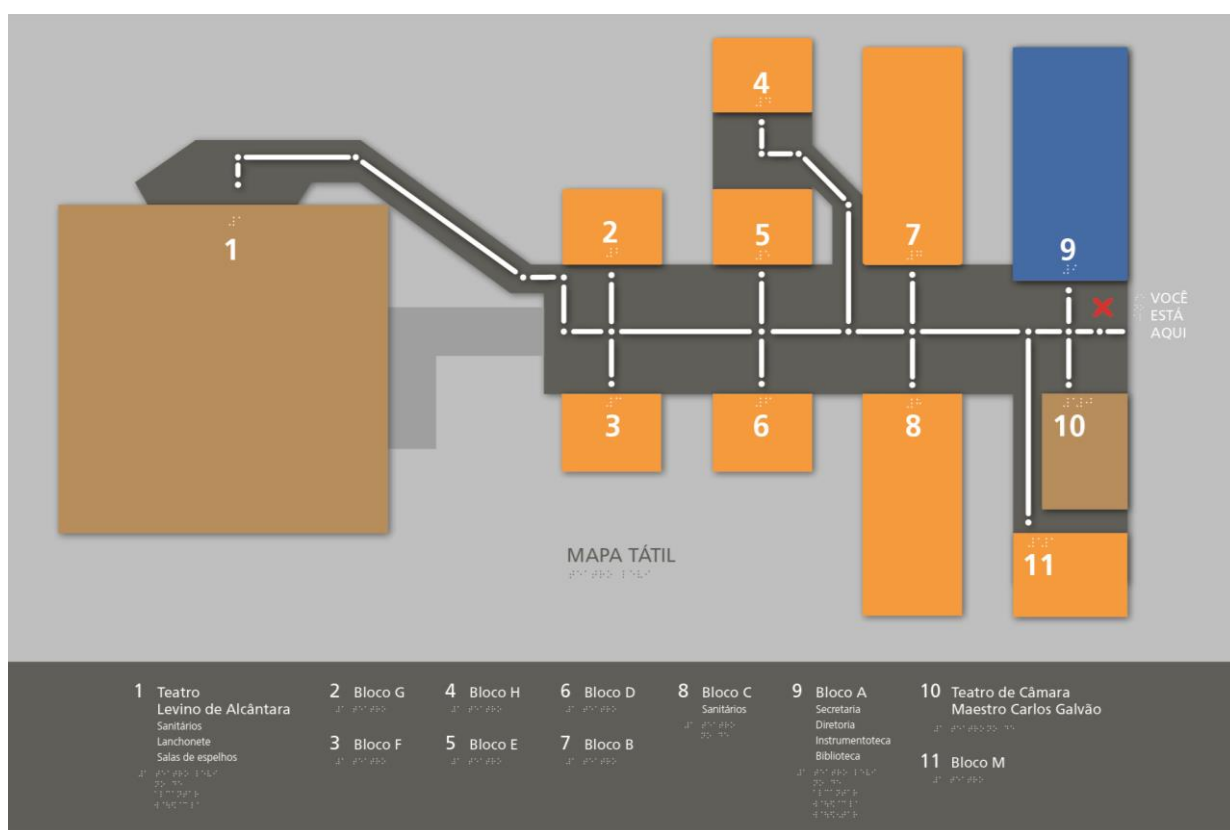 4
2
5
7
9
1
VOCÊ
ESTÁ
AQUI
3
6
8
10
MAPA TÁTIL
11
1 Teatro
Levino de Alcântara
Sanitários
Lanchonete
Salas de espelhos
2 Bloco G
3 Bloco F
4 Bloco H
5 Bloco E
6 Bloco D
7 Bloco B
8 Bloco C
Sanitários
9 Bloco A
Secretaria
Diretoria
Instrumentoteca
Biblioteca
10 Teatro de Câmara
Maestro Carlos Galvão
11 Bloco M